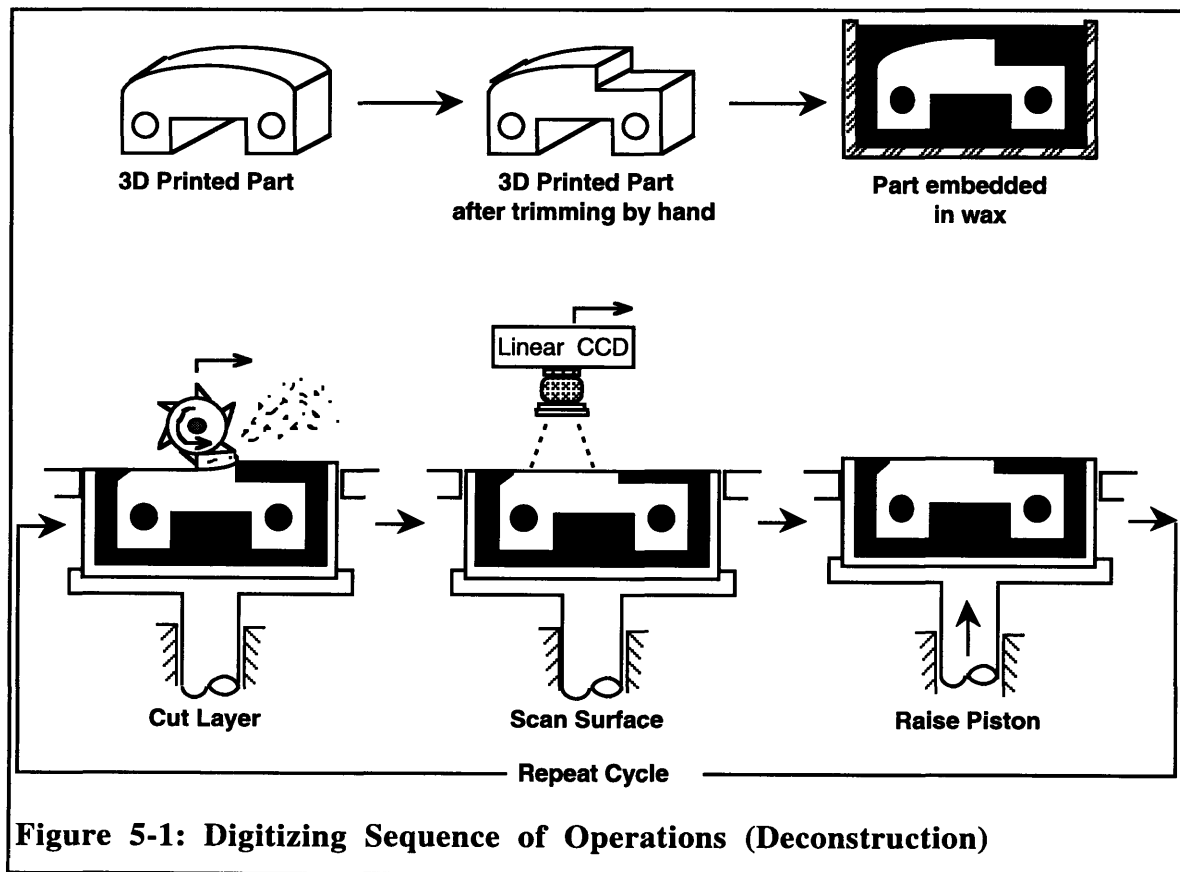 3D Printed Part
3D Printed Part
after trimming by hand
Part embedded
in wax
Linear CCD
Cut Layer
Scan Surface
Raise Piston
Repeat Cycle
Figure 5-1: Digitizing Sequence of Operations (Deconstruction)